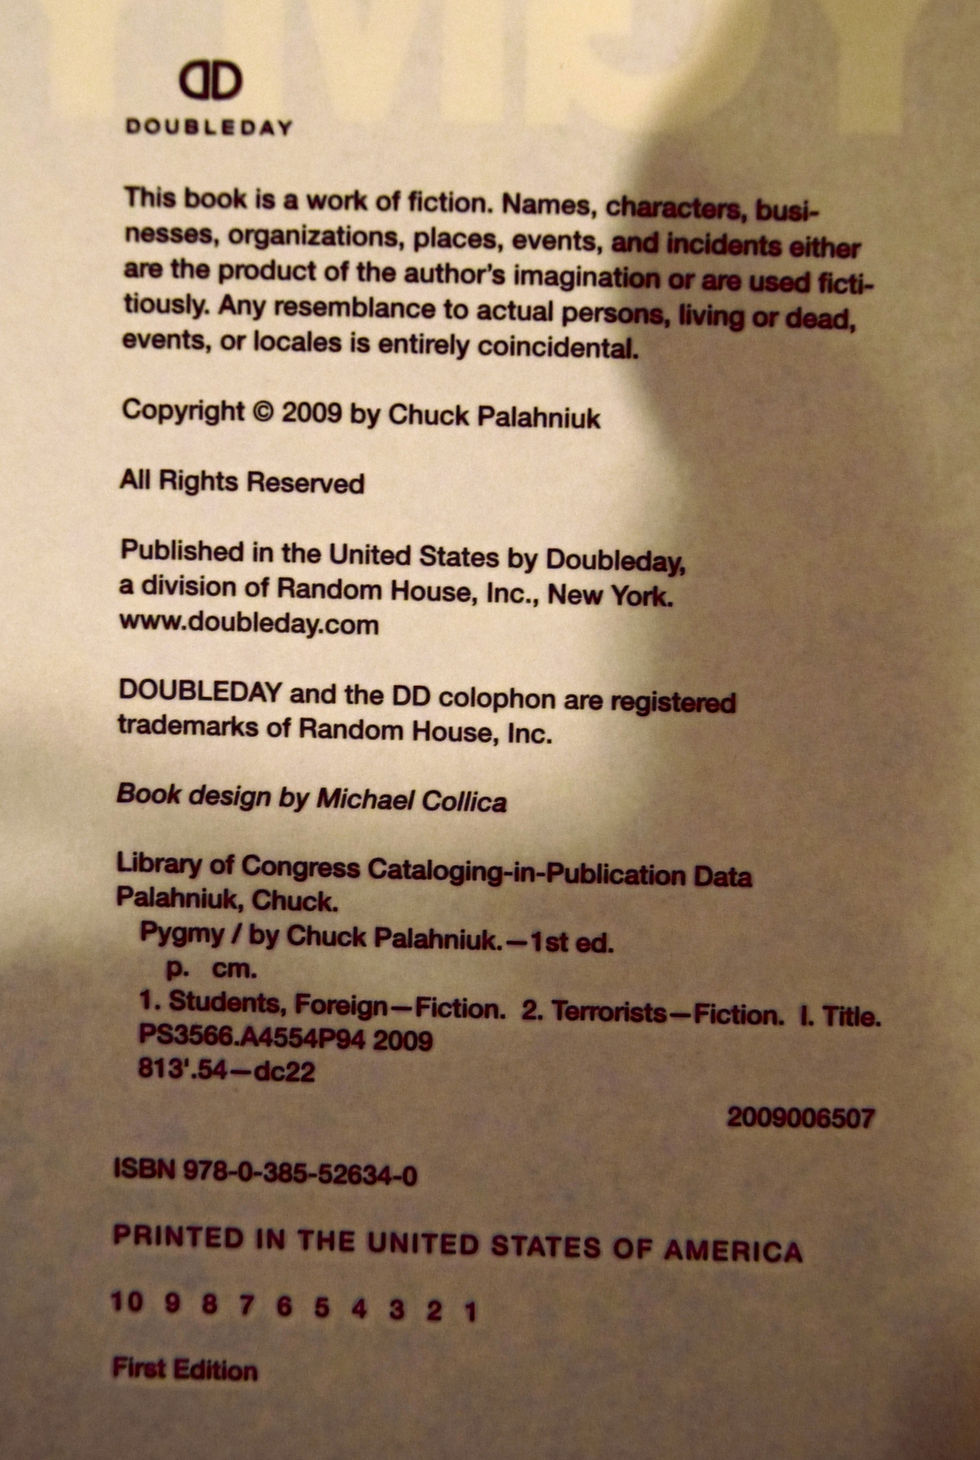 DD
DOUBLEDAY
This book is a work of fiction. Names, characters, busi-
nesses, organizations, places, events, and incidents either
are the product of the author's imagination or are used ficti-
tiously. Any resemblance to actual persons, living or dead,
events, or locales is entirely coincidental.
Copyright © 2009 by Chuck Palahniuk
All Rights Reserved
Published in the United States by Doubleday,
a division of Random House, Inc., New York.
www.doubleday.com
DOUBLEDAY and the DD colophon are registered
trademarks of Random House, Inc.
Book design by Michael Collica
Library of Congress Cataloging-in-Publication Data
Palahniuk, Chuck.
Pygmy / by Chuck Palahniuk.—1st ed.
p. cm.
1. Students, Foreign—Fiction. 2. Terrorists—Fiction. I. Title.
PS3566.A4554P94 2009
813'.54—dc22
2009006507
ISBN 978-0-385-52634-0
PRINTED IN THE UNITED STATES OF AMERICA
10 9 8 7 6 5 4 3 2 1
First Edition